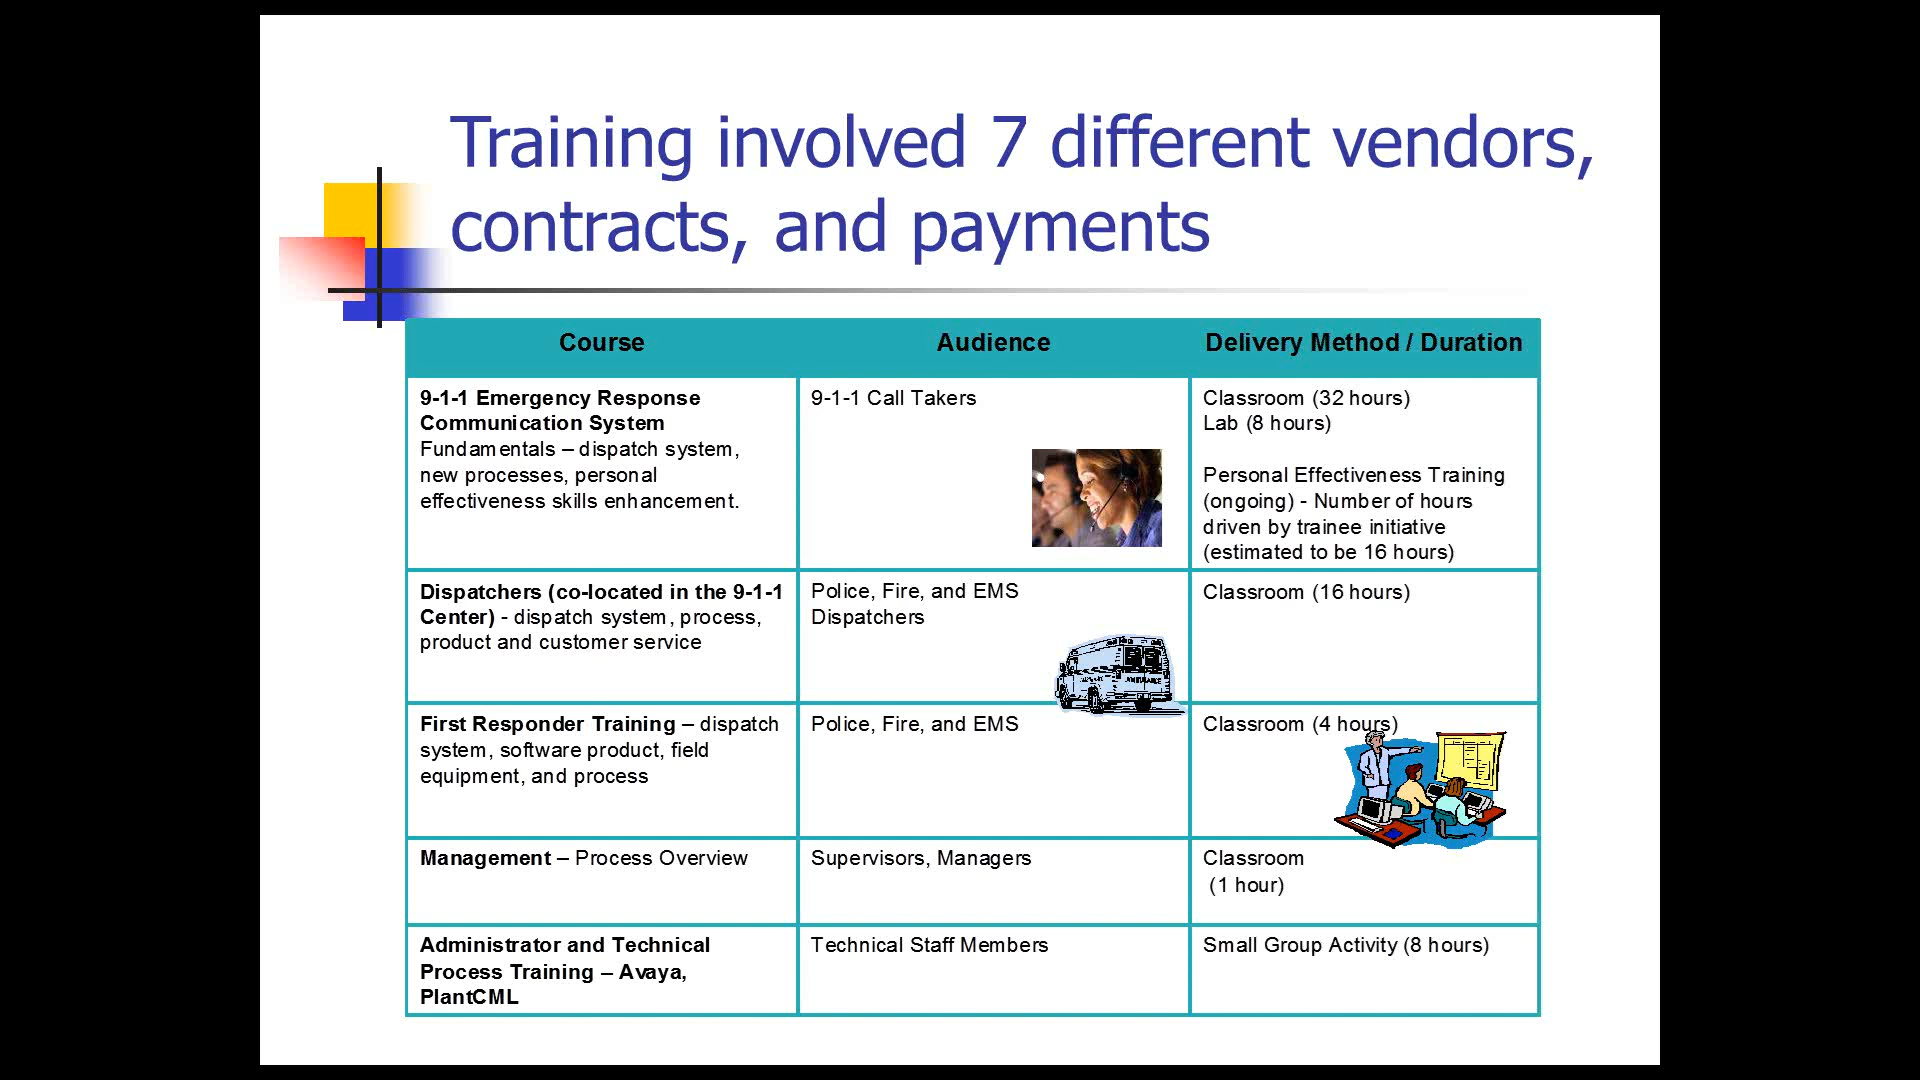 Training involved 7 different vendors,
contracts, and payments
Course
Audience
Delivery Method / Duration
9-1-1 Emergency Response
Communication System
Fundamentals – dispatch system,
new processes, personal
effectiveness skills enhancement.
9-1-1 Call Takers
Classroom (32 hours)
Lab (8 hours)
Personal Effectiveness Training
(ongoing) - Number of hours
driven by trainee initiative
(estimated to be 16 hours)
Dispatchers (co-located in the 9-1-1
Center) - dispatch system, process,
product and customer service
Police, Fire, and EMS
Dispatchers
AMBULANCE
Classroom (16 hours)
First Responder Training – dispatch
system, software product, field
equipment, and process
Police, Fire, and EMS
Classroom (4 hours)
Management – Process Overview
Supervisors, Managers
Classroom
(1 hour)
Administrator and Technical
Process Training – Avaya,
PlantCML
Technical Staff Members
Small Group Activity (8 hours)